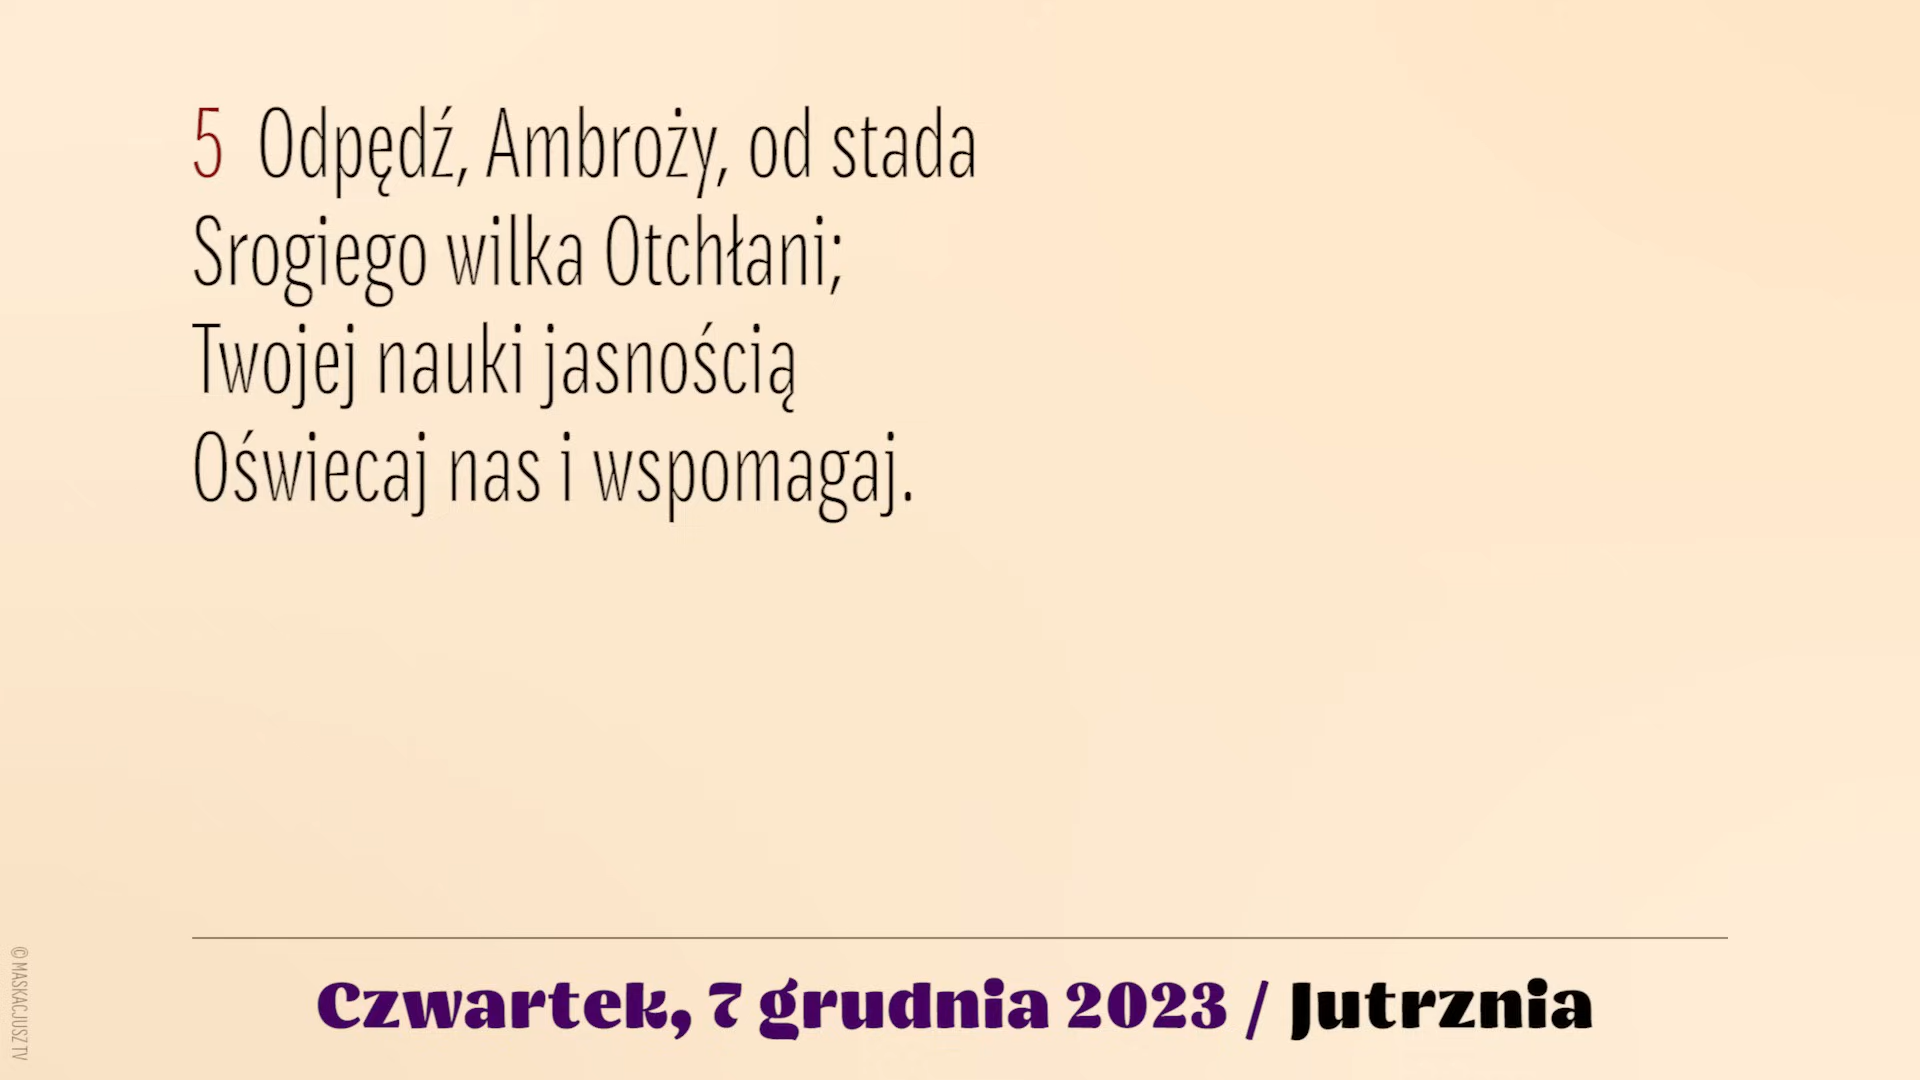 5 Odpędź, Ambroży, od stada
Srogiego wilka Otchłani;
Twojej nauki jasnością
Oświecaj nas i wspomagaj.
Czwartek, 7 grudnia 2023 / Jutrznia
© MASKACJUSZ TV